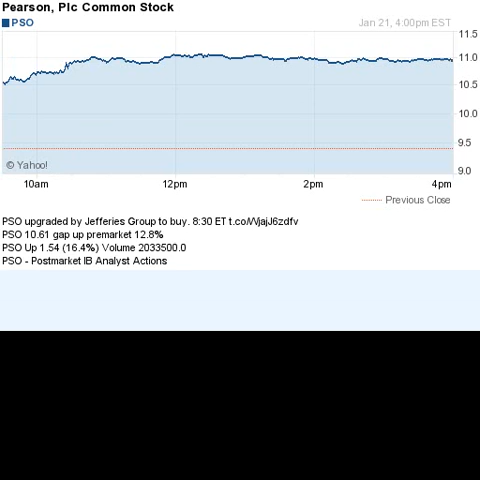 Pearson, Plc Common Stock
PSO
Jan 21, 4:00pm EST
11.5
11.0
10.5
10.0
9.5
9.0
© Yahoo!
10am 12pm 2pm 4pm
Previous Close
PSO upgraded by Jefferies Group to buy. 8:30 ET
PSO 10.61 gap up premarket 12.8%
PSO Up 1.54 (16.4%) Volume 2033500.0
PSO - Postmarket IB Analyst Actions